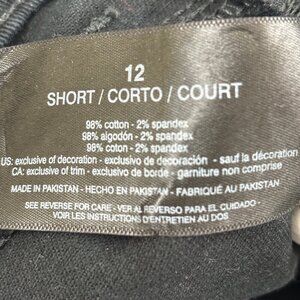 12
SHORT / CORTO / COURT
98% cotton - 2% spandex
98% algodón - 2% spandex
98% coton - 2% spandex
US: exclusive of decoration - exclusivo de decoración - sauf la décoration
CA: exclusive of trim - exclusivo de borde - garniture non comprise
MADE IN PAKISTAN - HECHO EN PAKISTAN - FABRIQUÉ AU PAKISTAN
SEE REVERSE FOR CARE - VER AL REVERSO PARA EL CUIDADO -
VOIR LES INSTRUCTIONS D'ENTRETIEN AU DOS